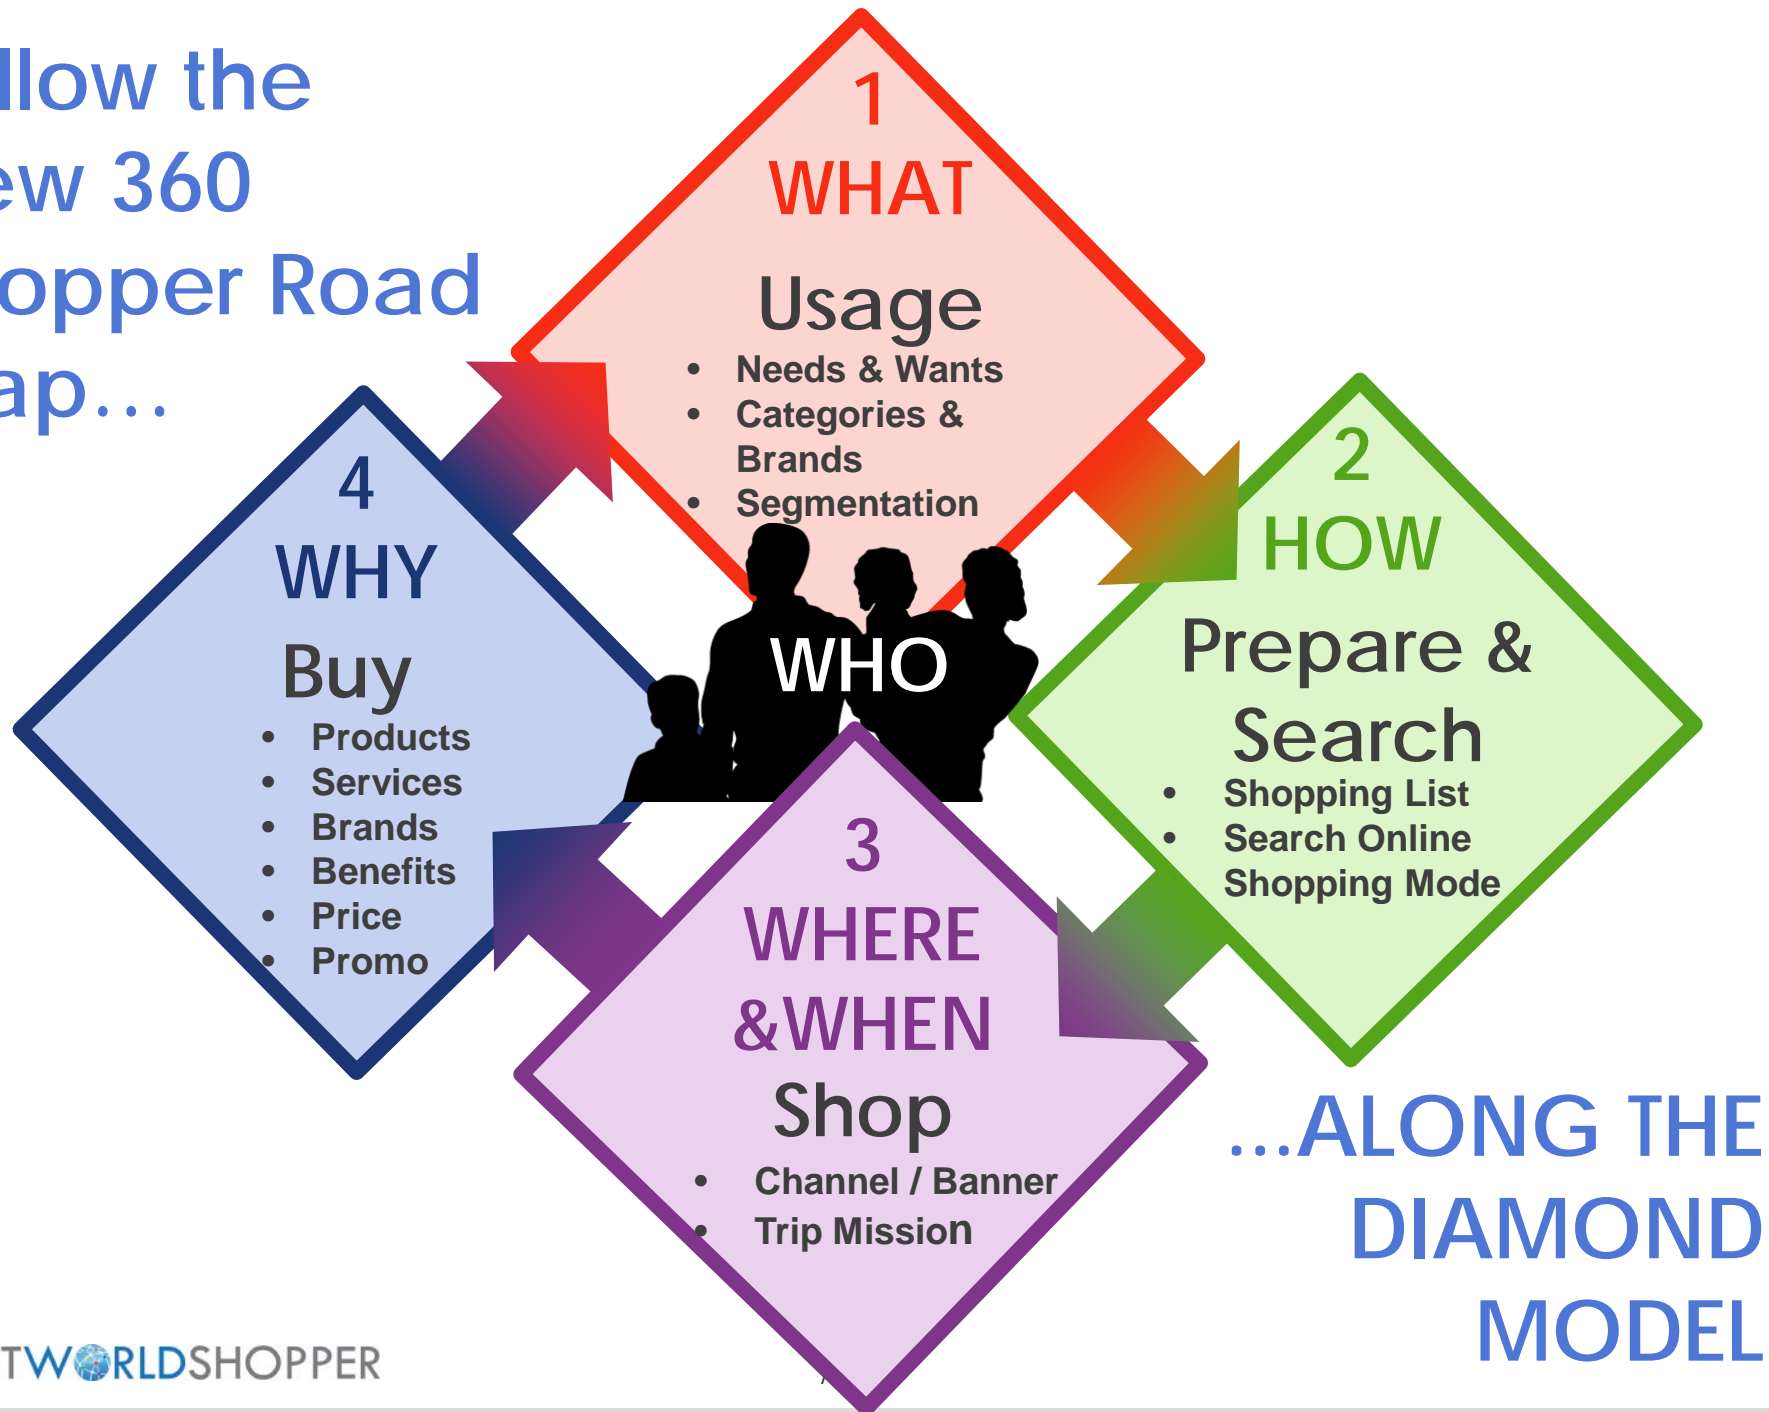 llow the
ew 360
opper Road
ap…
1
WHAT
Usage
• Needs & Wants
• Categories &
Brands
• Segmentation
2
HOW
Prepare &
Search
• Shopping List
• Search Online
Shopping Mode
WHO
3
WHERE
&WHEN
Shop
• Channel / Banner
• Trip Mission
4
WHY
Buy
• Products
• Services
• Brands
• Benefits
• Price
• Promo
...ALONG THE
DIAMOND
MODEL
TWORLDSHOPPER